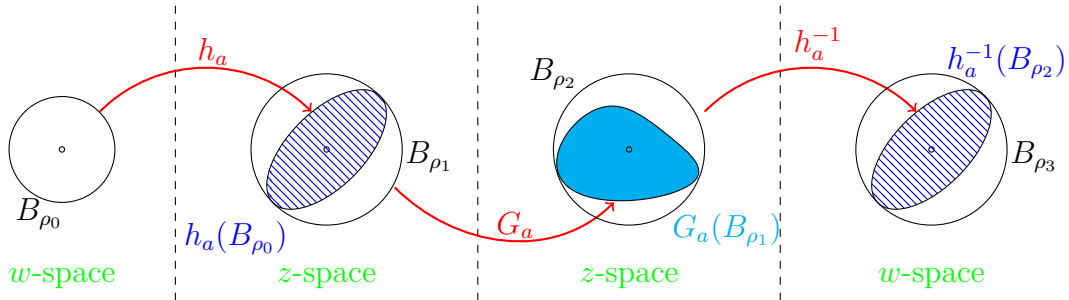 h_a
h_a^{-1}
h_a^{-1}(B_{ρ_2})
B_{ρ_2}
B_{ρ_1}
B_{ρ_3}
B_{ρ_0}
h_a(B_{ρ_0})
G_a
G_a(B_{ρ_1})
w-space
z-space
z-space
w-space